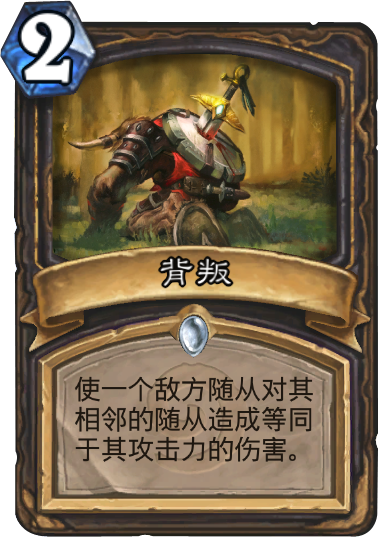 2
背叛
使一个敌方随从对其
相邻的随从造成等同
于其攻击力的伤害。